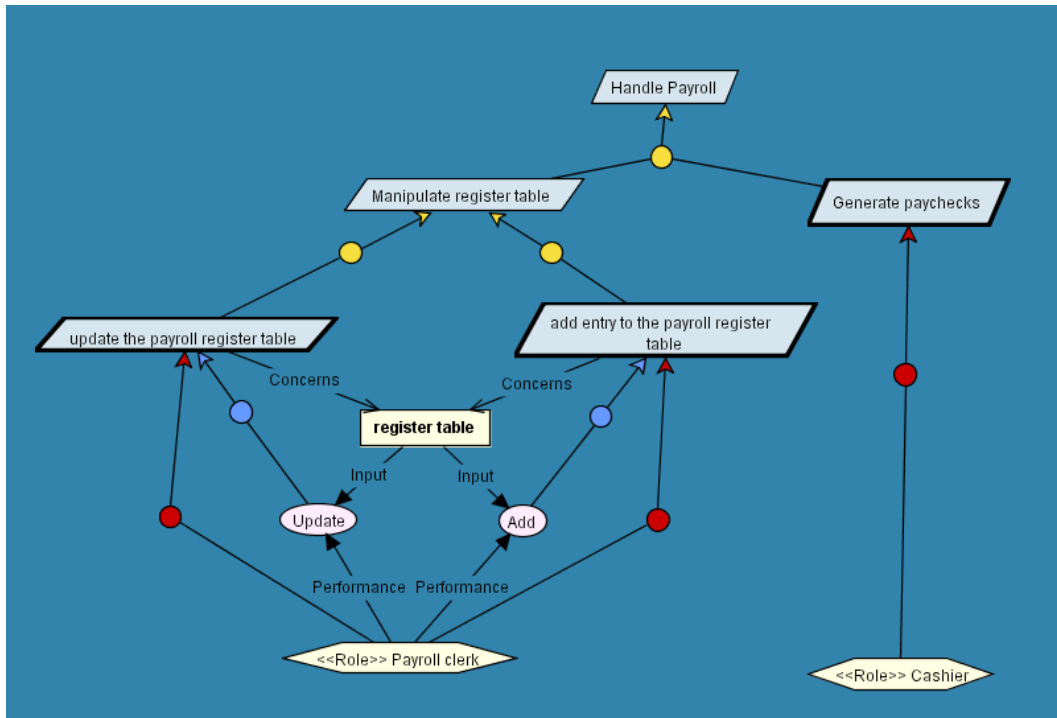 Handle Payroll
Manipulate register table
Generate paychecks
update the payroll register table
add entry to the payroll register
table
Concerns
Concerns
register table
Input
Input
Update
Add
Performance
Performance
<<Role>> Payroll clerk
<<Role>> Cashier